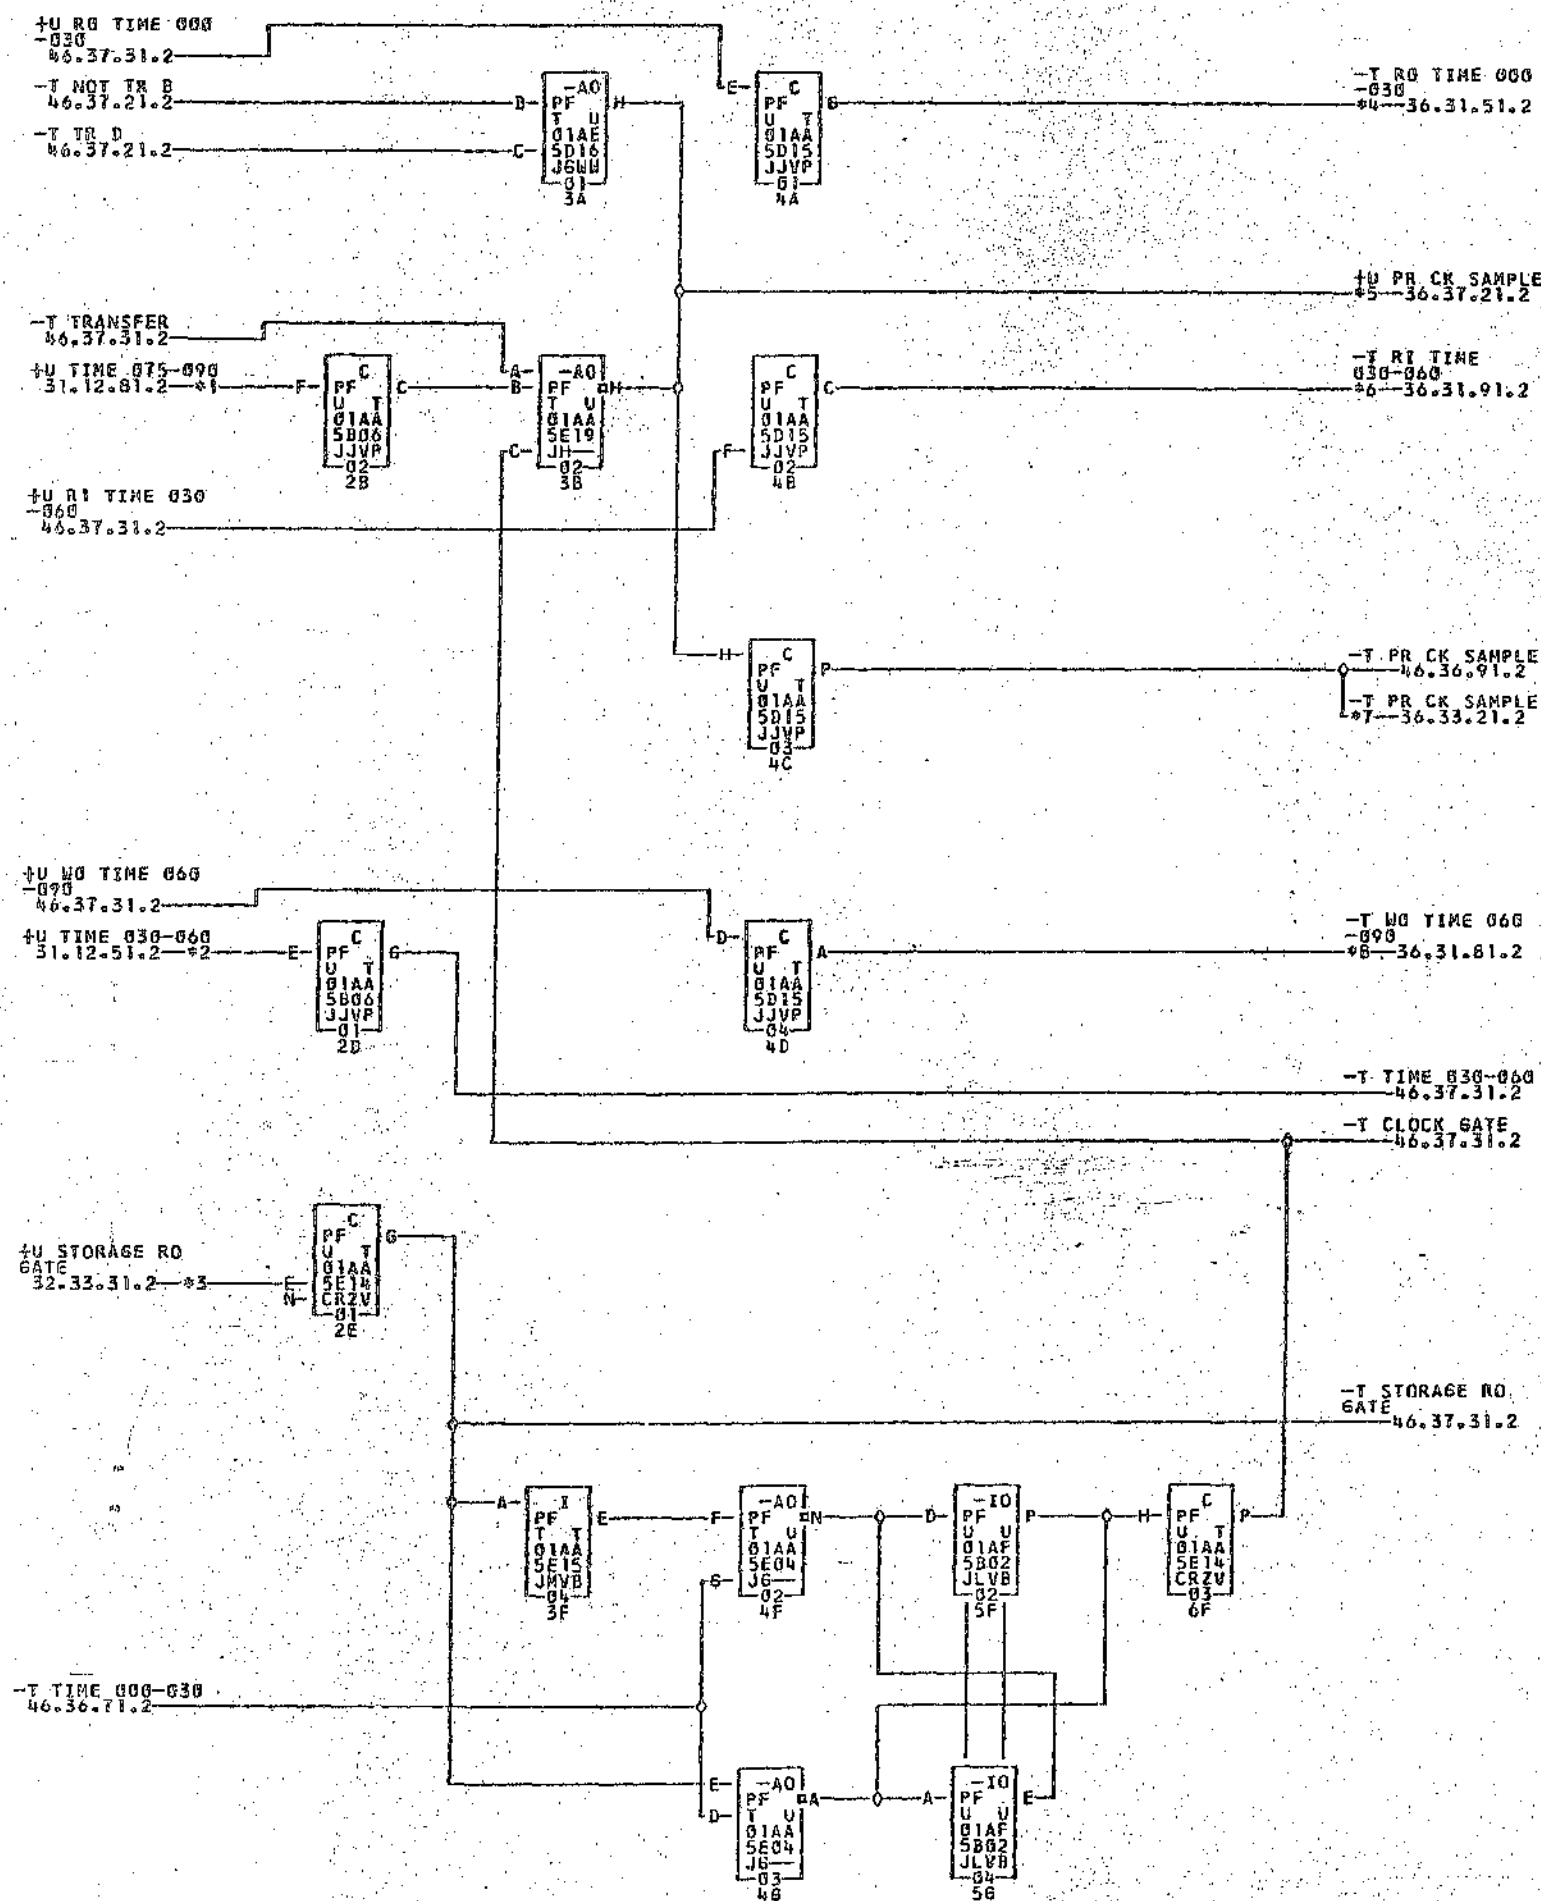 +U RO TIME 000
-030
46.37.31.2
-T NOT TR B
46.37.21.2
-T TR D
46.37.21.2
B
C
-AO
PF
T U
01AE
5D16
JGWW
01
3A
H
E
C
PF
U T
01AA
5D15
JJVP
01
4A
G
-T RO TIME 000
-030
*4--36.31.51.2
+U PR CK SAMPLE
*5--36.37.21.2
-T TRANSFER
46.37.31.2
+U TIME 075-090
31.12.81.2--*1
F
C
PF
U T
01AA
5B06
JJVP
02
2B
C
A
B
C
-AO
PF
T U
01AA
5E19
JH--
02
3B
H
F
C
PF
U T
01AA
5D15
JJVP
02
4B
C
-T RI TIME
030-060
*6--36.31.91.2
+U RI TIME 030
-060
46.37.31.2
H
C
PF
U T
01AA
5D15
JJVP
03
4C
P
-T PR CK SAMPLE
46.36.91.2
-T PR CK SAMPLE
*7--36.33.21.2
+U WO TIME 060
-090
46.37.31.2
+U TIME 030-060
31.12.51.2--*2
E
C
PF
U T
01AA
5B06
JJVP
01
2D
G
D
C
PF
U T
01AA
5D15
JJVP
04
4D
A
-T WO TIME 060
-090
*8--36.31.81.2
-T TIME 030-060
46.37.31.2
-T CLOCK GATE
46.37.31.2
+U STORAGE RO
GATE
32.33.31.2--*3
N
C
PF
U T
01AA
5E14
CRZV
01
2E
G
-T STORAGE RO
GATE
46.37.31.2
A
I
PF
T T
01AA
5E15
JMVB
04
3F
E
F
G
-AO
PF
T U
01AA
5E04
JG--
02
4F
N
D
-IO
PF
U U
01AF
5B02
JLVB
02
5F
P
H
C
PF
U T
01AA
5E14
CRZV
03
6F
P
-T TIME 000-030
46.36.71.2
E
D
-AO
PF
T U
01AA
5E04
JG--
03
4G
A
A
-IO
PF
U U
01AF
5B02
JLVB
04
5G
E